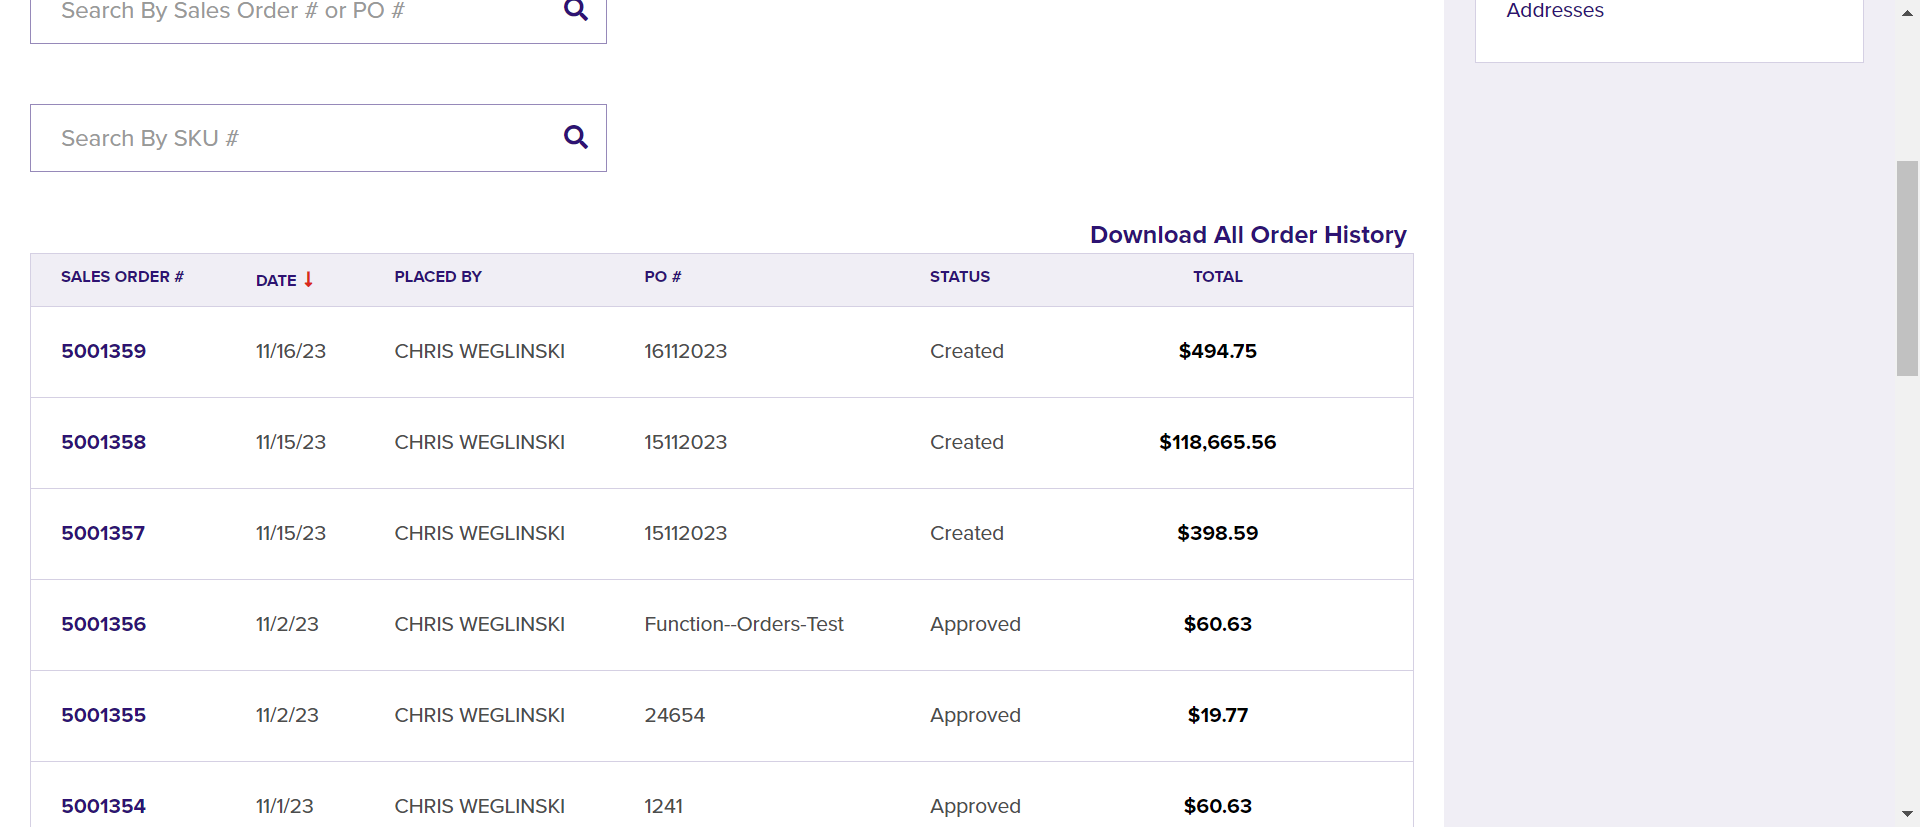 Search By Sales Order # or PO #
Addresses
Search By SKU #
Download All Order History
SALES ORDER # DATE ↓ PLACED BY PO # STATUS TOTAL
5001359 11/16/23 CHRIS WEGLINSKI 16112023 Created $494.75
5001358 11/15/23 CHRIS WEGLINSKI 15112023 Created $118,665.56
5001357 11/15/23 CHRIS WEGLINSKI 15112023 Created $398.59
5001356 11/2/23 CHRIS WEGLINSKI Function--Orders-Test Approved $60.63
5001355 11/2/23 CHRIS WEGLINSKI 24654 Approved $19.77
5001354 11/1/23 CHRIS WEGLINSKI 1241 Approved $60.63